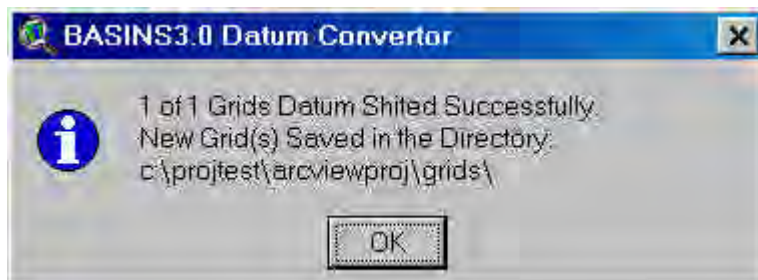 BASINS3.0 Datum Convertor
1 of 1 Grids Datum Shited Successfully.
New Grid(s) Saved in the Directory:
c:\projtest\arcviewproj\grids\
OK